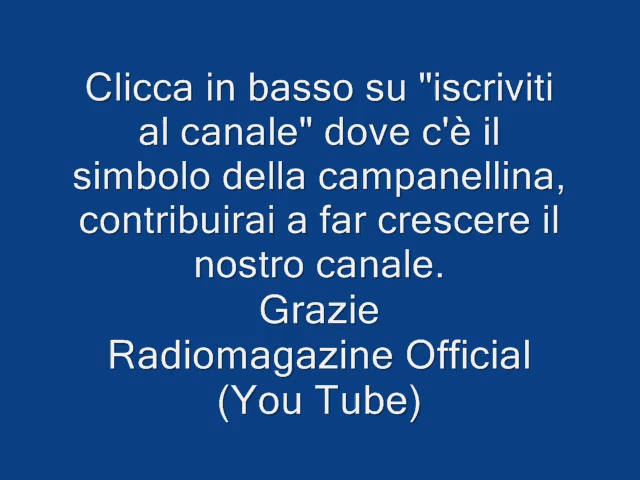 Clicca in basso su "iscriviti
al canale" dove c'è il
simbolo della campanellina,
contribuirai a far crescere il
nostro canale.
Grazie
Radiomagazine Official
(You Tube)